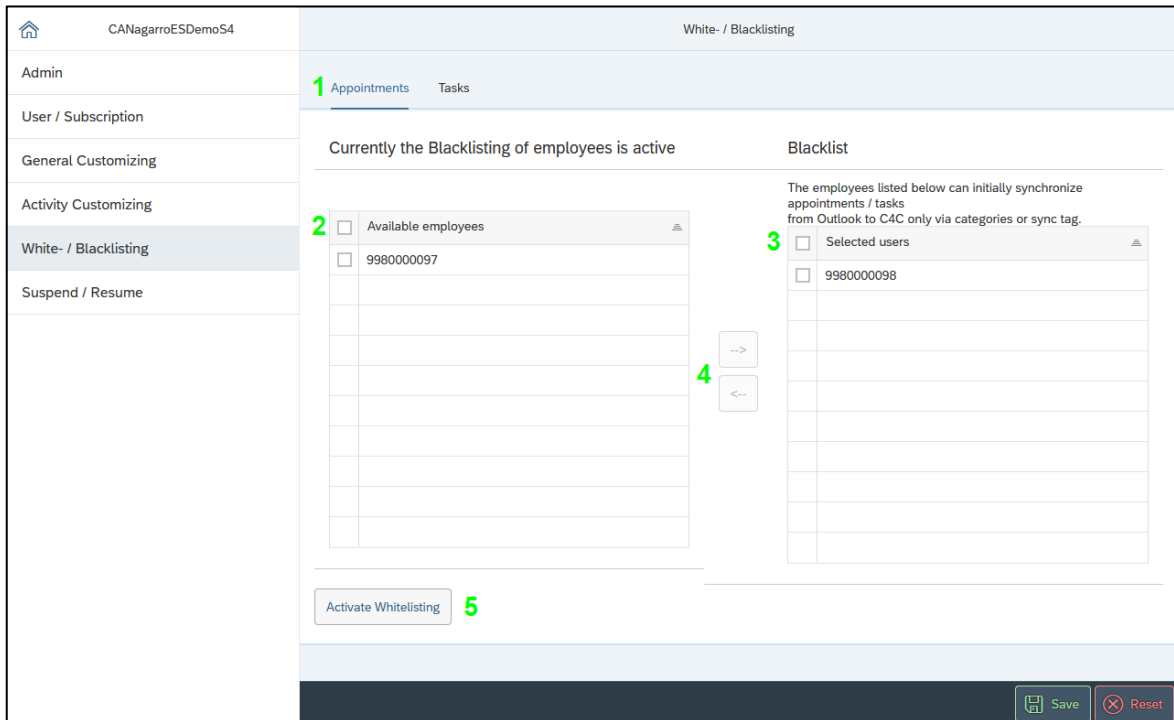 CANagarroESDemoS4
White- / Blacklisting
Admin
User / Subscription
General Customizing
Activity Customizing
White- / Blacklisting
Suspend / Resume
1 Appointments Tasks
Currently the Blacklisting of employees is active
2 Available employees
9980000097
Blacklist
The employees listed below can initially synchronize
appointments / tasks
from Outlook to C4C only via categories or sync tag.
3 Selected users
9980000098
-->
4
<--
Activate Whitelisting 5
Save Reset